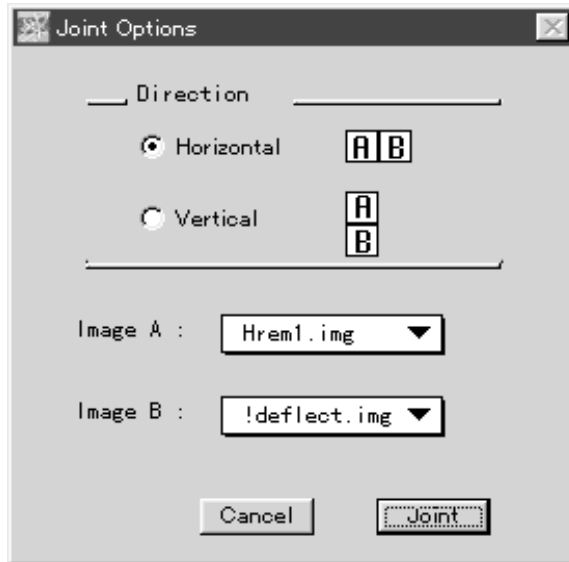 Joint Options
Direction
Horizontal A B
Vertical A
B
Image A : Hrem1.img
Image B : !deflect.img
Cancel Joint